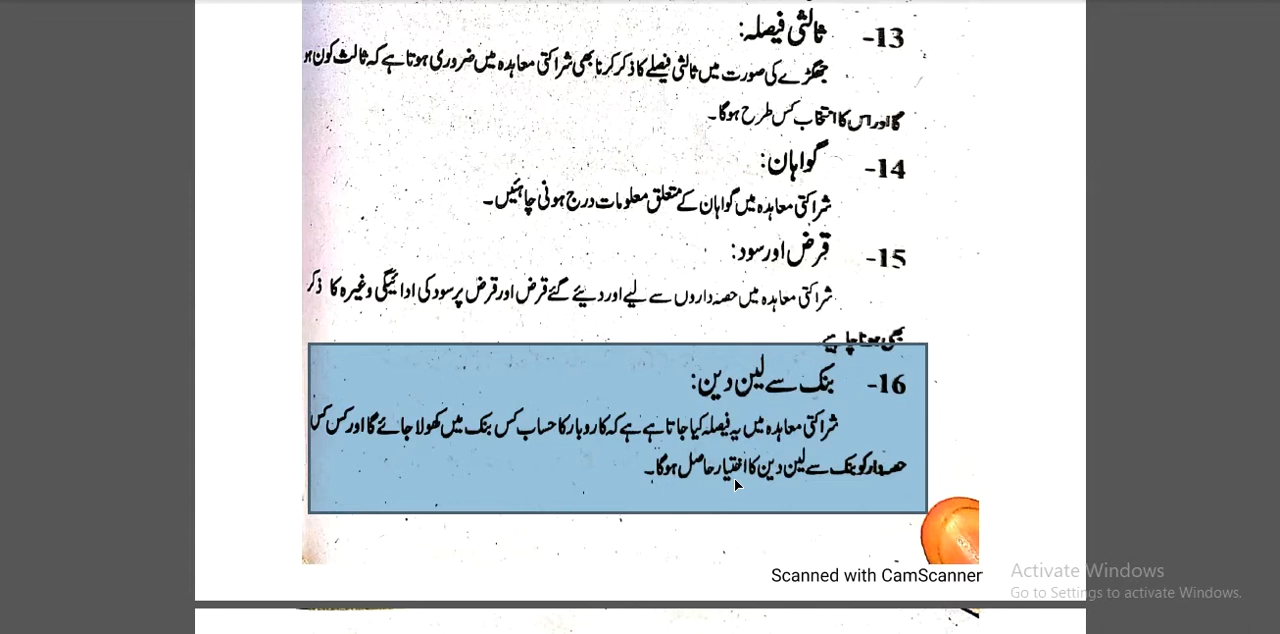 13- ثالثی فیصلہ:
جھگڑے کی صورت میں ثالثی فیصلے کا ذکر کرنا بھی شراکتی معاہدہ میں ضروری ہوتا ہے کہ ثالث کون ہو
گا اور اس کا انتخاب کس طرح ہوگا۔
14- گواہان:
شراکتی معاہدہ میں گواہان کے متعلق معلومات درج ہونی چاہئیں۔
15- قرض اور سود:
شراکتی معاہدہ میں حصہ داروں سے لیے اور دیئے گئے قرض اور قرض پر سود کی ادائیگی وغیرہ کا ذکر
بھی ہونا چاہیے
16- بنک سے لین دین:
شراکتی معاہدہ میں یہ فیصلہ کیا جاتا ہے ہے کہ کاروبار کا حساب کس بنک میں کھولا جائے گا اور کس کس
حصہ دار کو بنک سے لین دین کا اختیار حاصل ہوگا۔
Scanned with CamScanner
Activate Windows
Go to Settings to activate Windows.